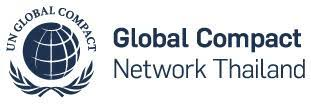 UN GLOBAL COMPACT
Global Compact
Network Thailand